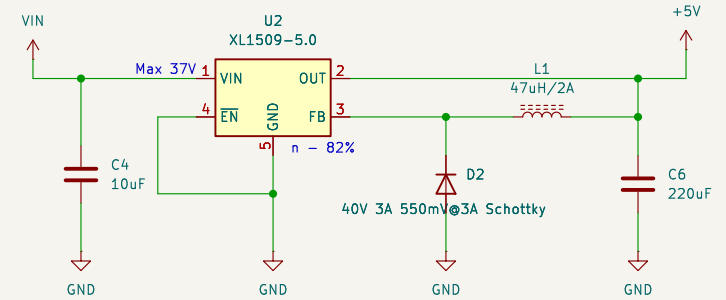 VIN
U2
XL1509-5.0
+5V
Max 37V
1
VIN
OUT
2
L1
47uH/2A
4
EN
GND
FB
3
5
n - 82%
C4
10uF
D2
40V 3A 550mV@3A Schottky
C6
220uF
GND
GND
GND
GND